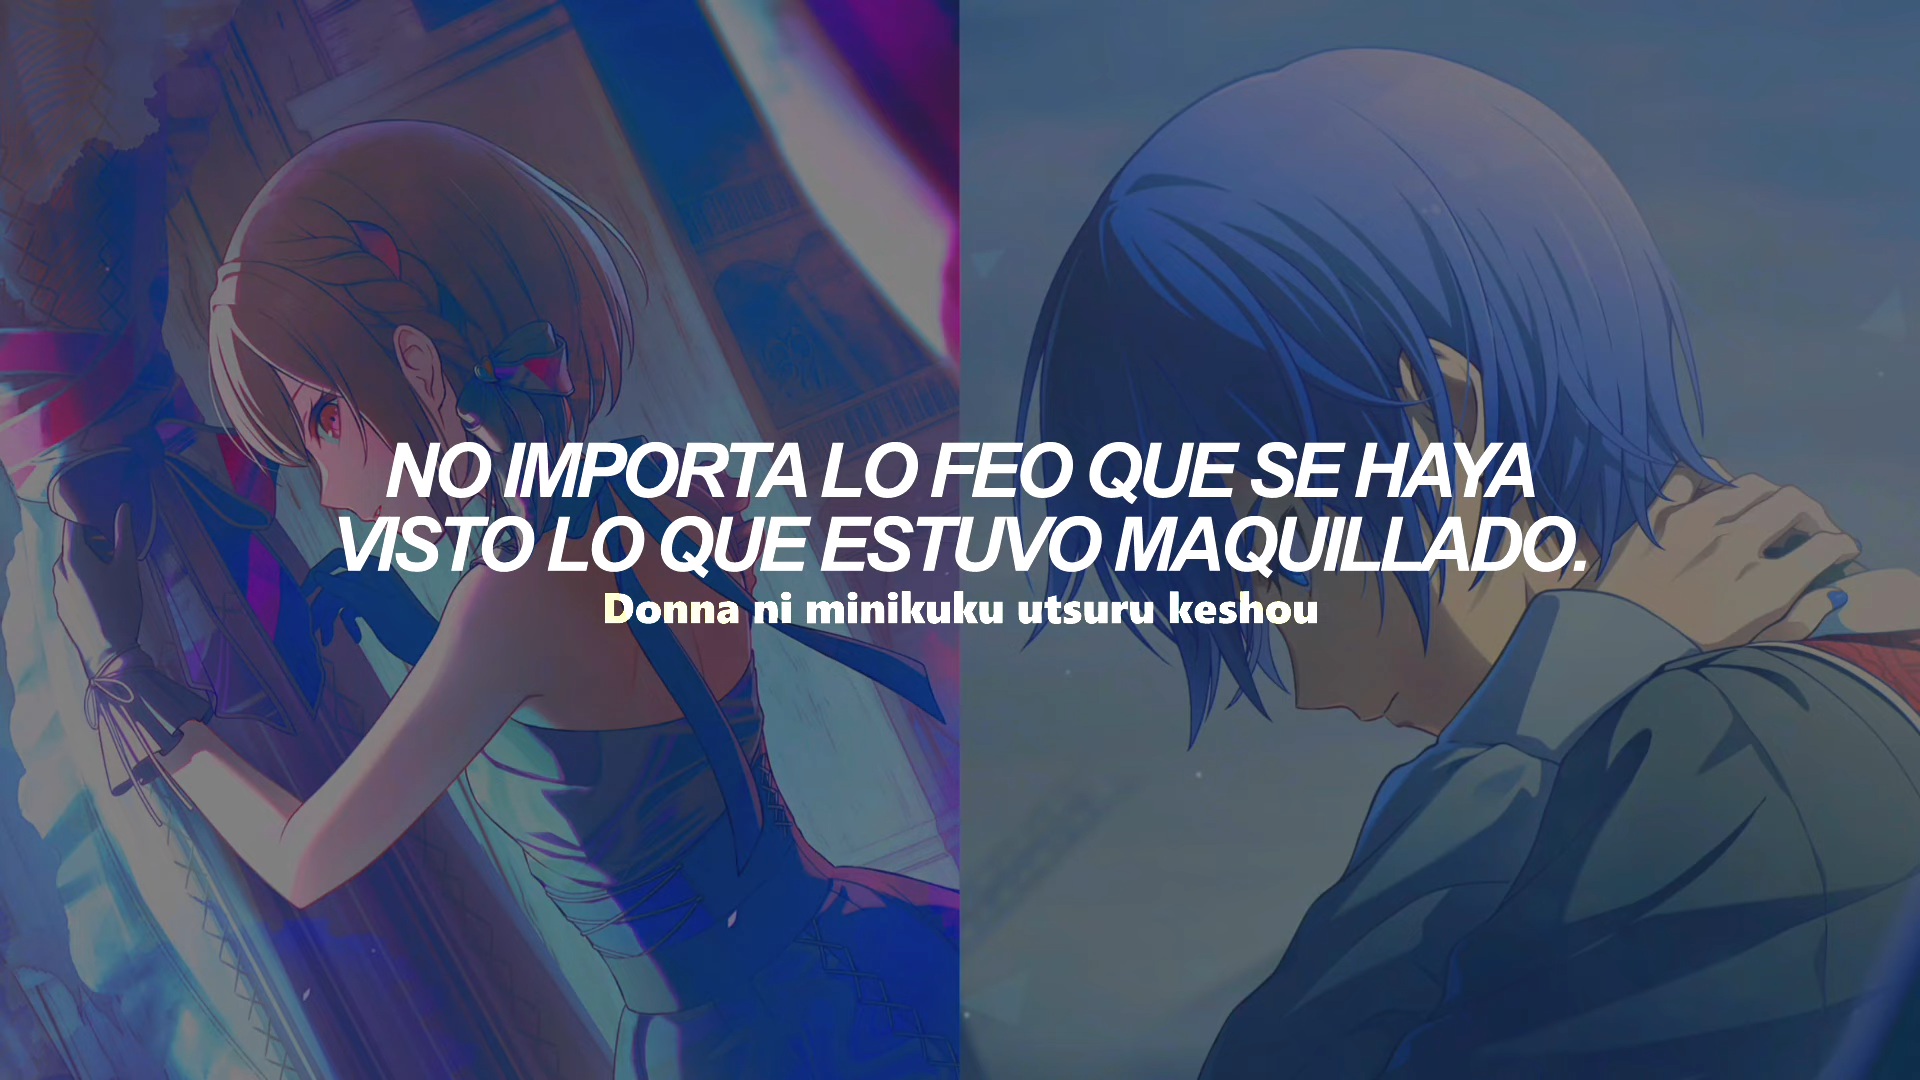 NO IMPORTA LO FEO QUE SE HAYA
VISTO LO QUE ESTUVO MAQUILLADO.
Donna ni minikuku utsuru keshou